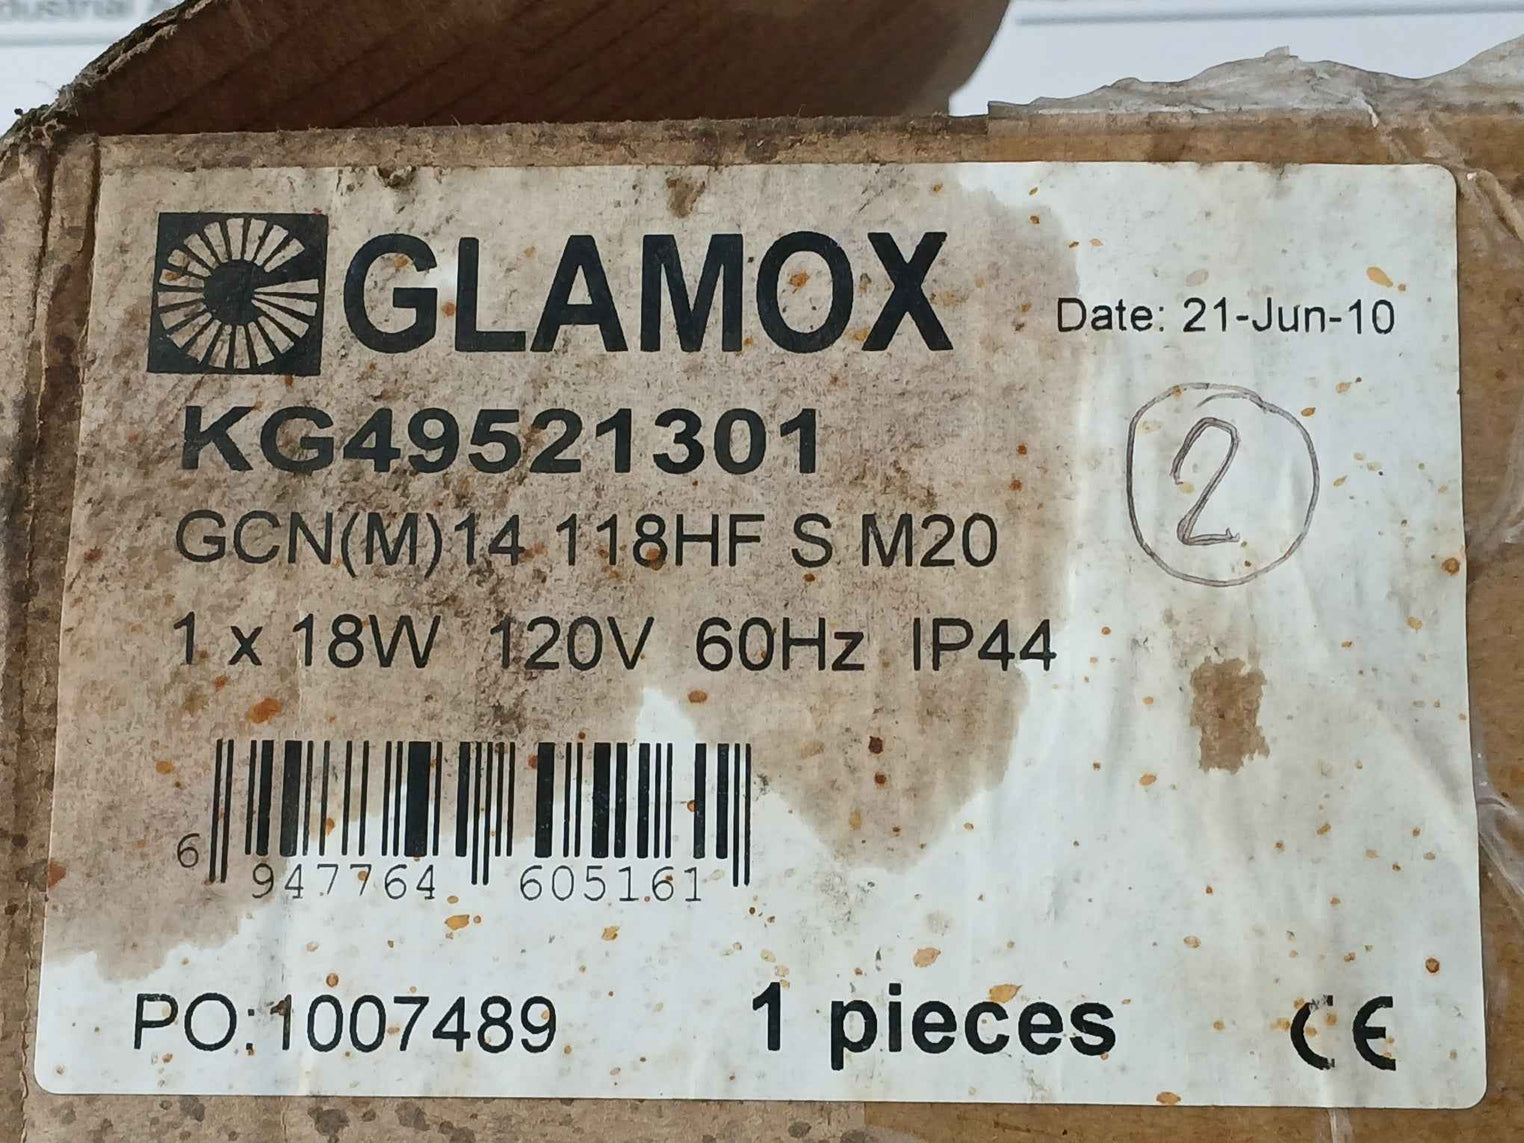 GLAMOX
Date: 21-Jun-10
KG49521301
2
GCN(M)14 118HF S M20
1 x 18W 120V 60Hz IP44
6 947764 605161
PO:1007489
1 pieces
CE